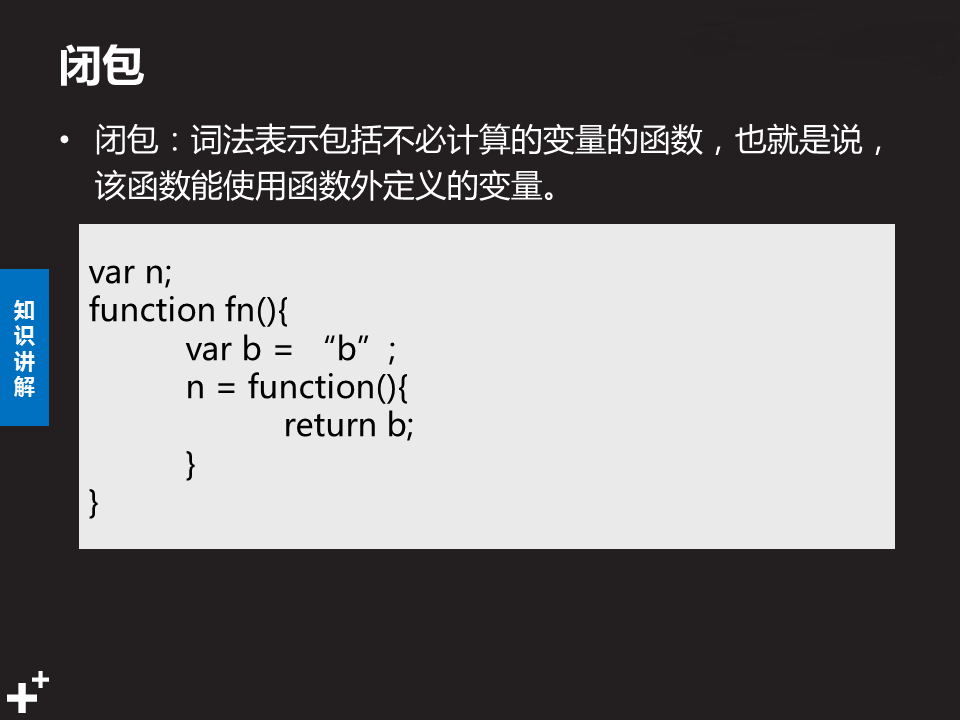 闭包
• 闭包：词法表示包括不必计算的变量的函数，也就是说，
该函数能使用函数外定义的变量。
var n;
function fn(){
var b = “b”;
n = function(){
return b;
}
}
知
识
讲
解